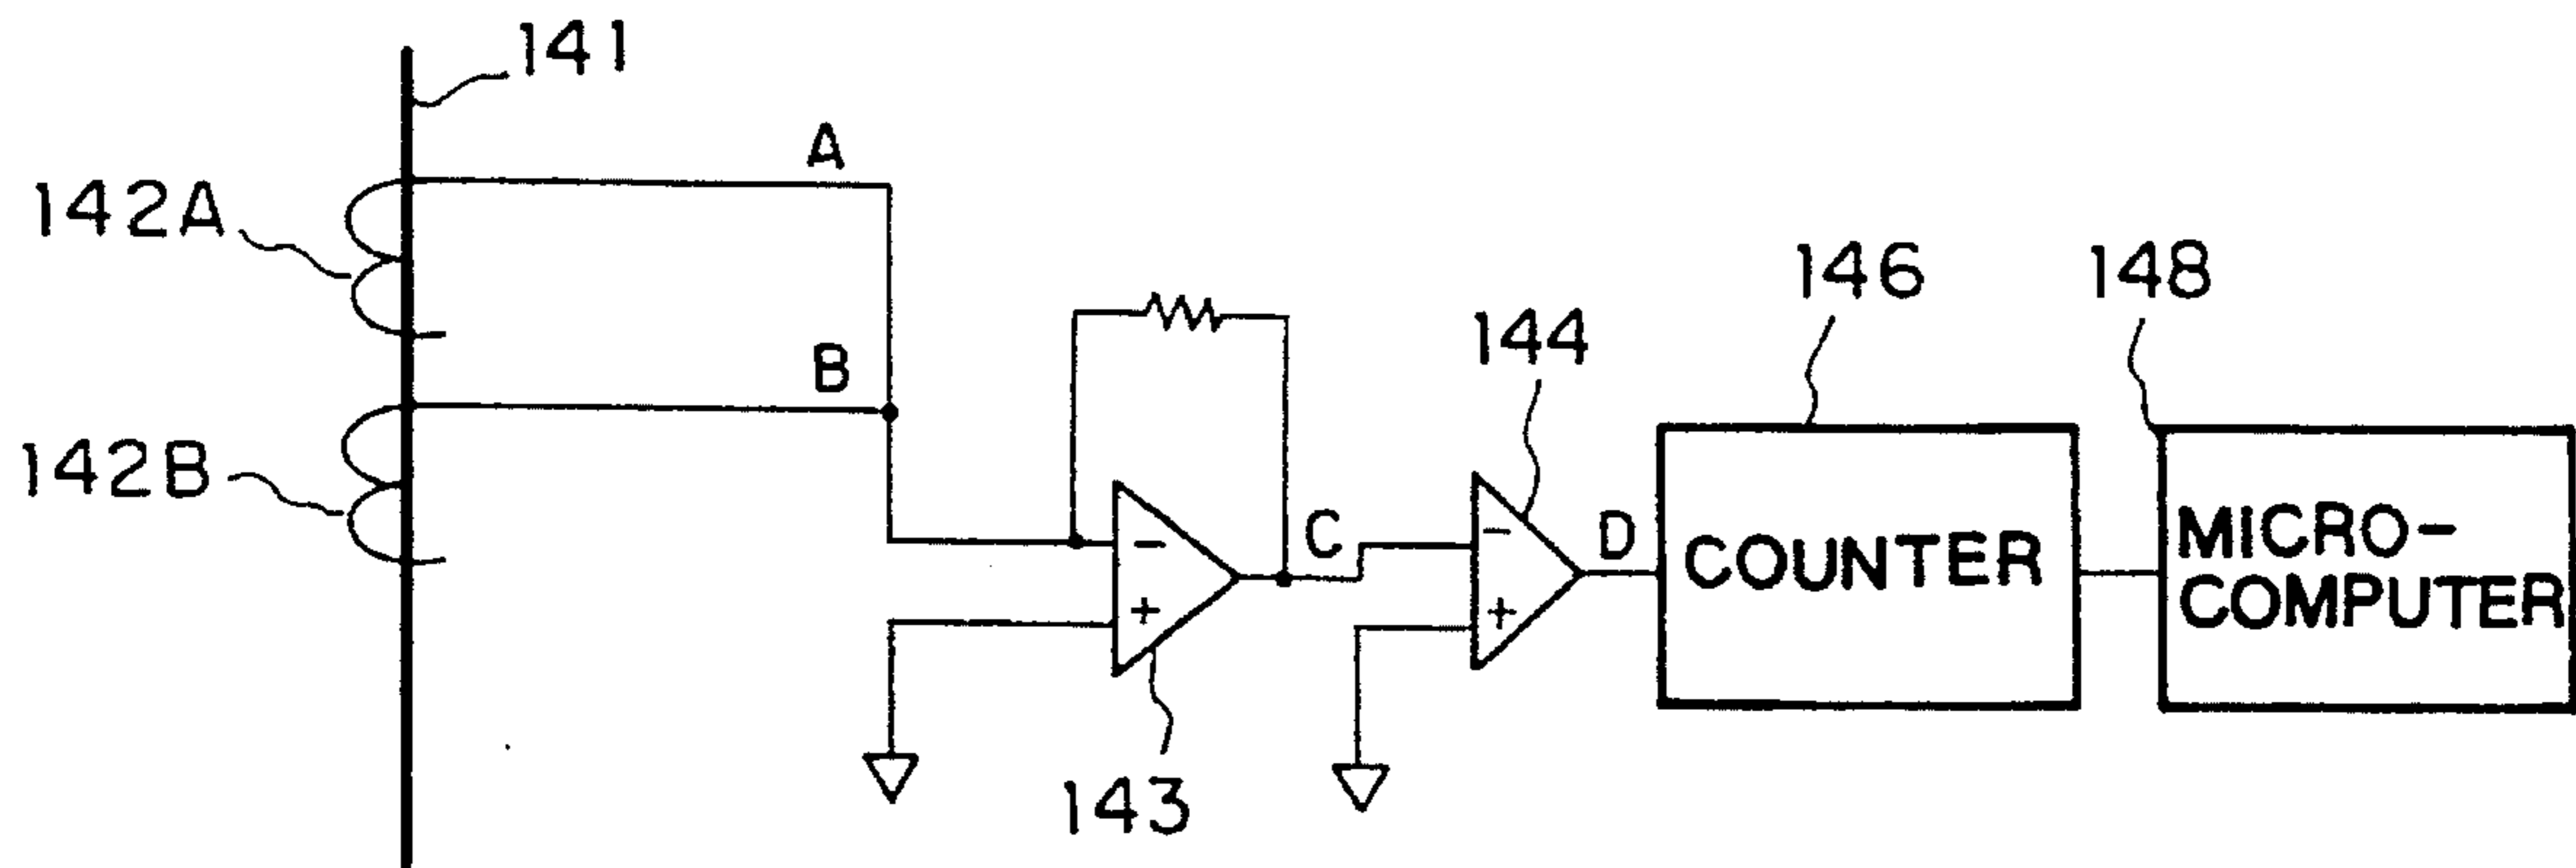 141
A
142A
146
148
144
B
142B
C
D
COUNTER
MICRO-
COMPUTER
-
+
-
+
143